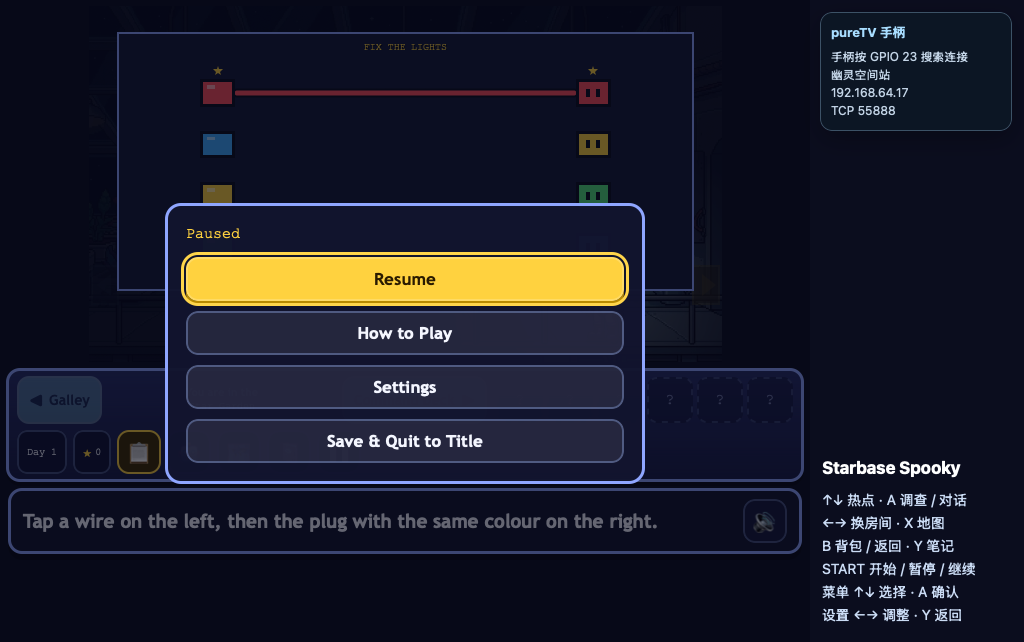 FIX THE LIGHTS
Paused
Resume
How to Play
Settings
Save & Quit to Title
◀ Galley
? ? ?
Day 1
★ 0
Tap a wire on the left, then the plug with the same colour on the right.
pureTV 手柄
手柄按 GPIO 23 搜索连接
幽灵空间站
192.168.64.17
TCP 55888
Starbase Spooky
↑↓ 热点 · A 调查 / 对话
←→ 换房间 · X 地图
B 背包 / 返回 · Y 笔记
START 开始 / 暂停 / 继续
菜单 ↑↓ 选择 · A 确认
设置 ←→ 调整 · Y 返回